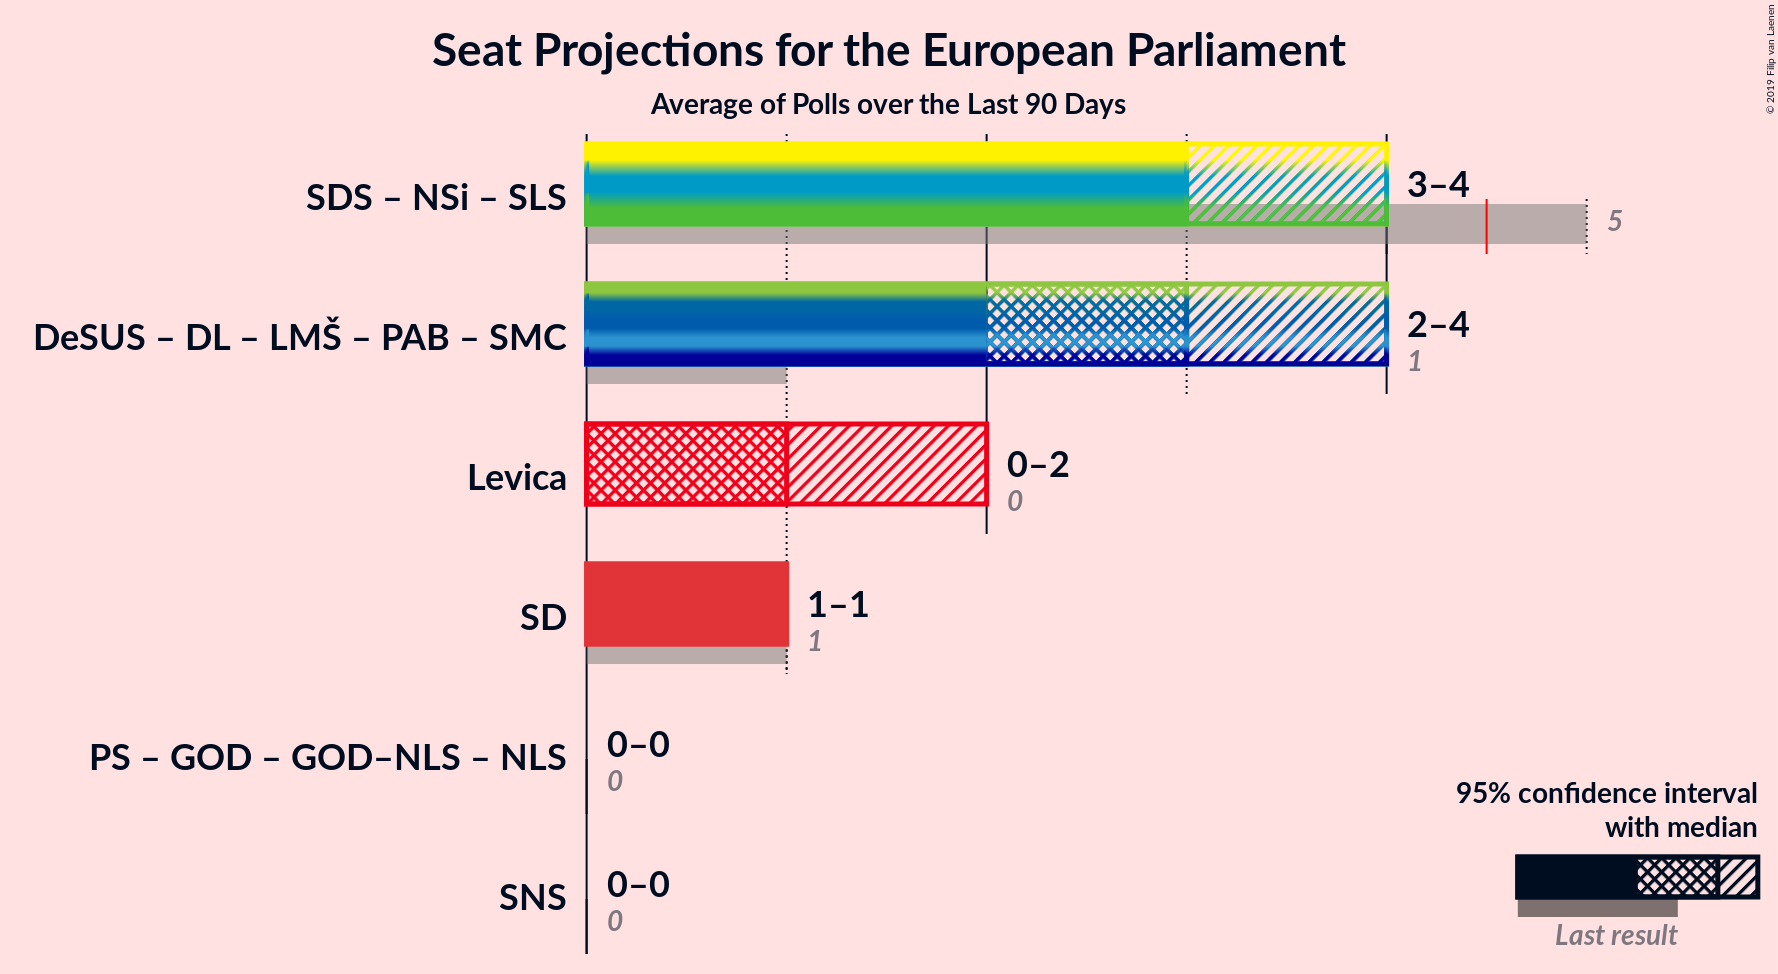 Seat Projections for the European Parliament
Average of Polls over the Last 90 Days
© 2019 Filip van Laenen
SDS – NSi – SLS
3–4
5
DeSUS – DL – LMŠ – PAB – SMC
2–4
1
Levica
0–2
0
SD
1–1
1
PS – GOD – GOD–NLS – NLS
0–0
0
SNS
0–0
0
95% confidence interval
with median
Last result